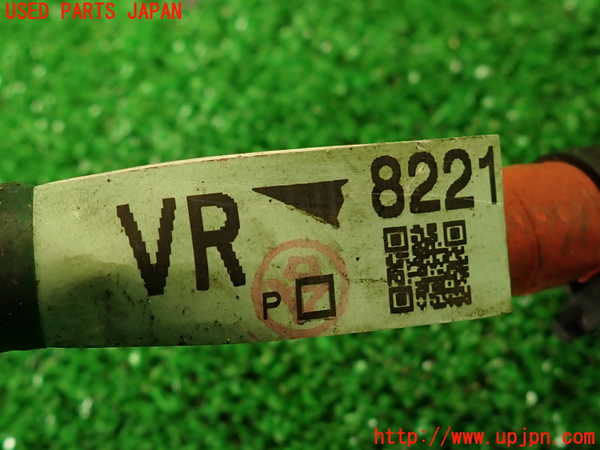 USED PARTS JAPAN
VR 8221
P
http://www.upjpn.com/